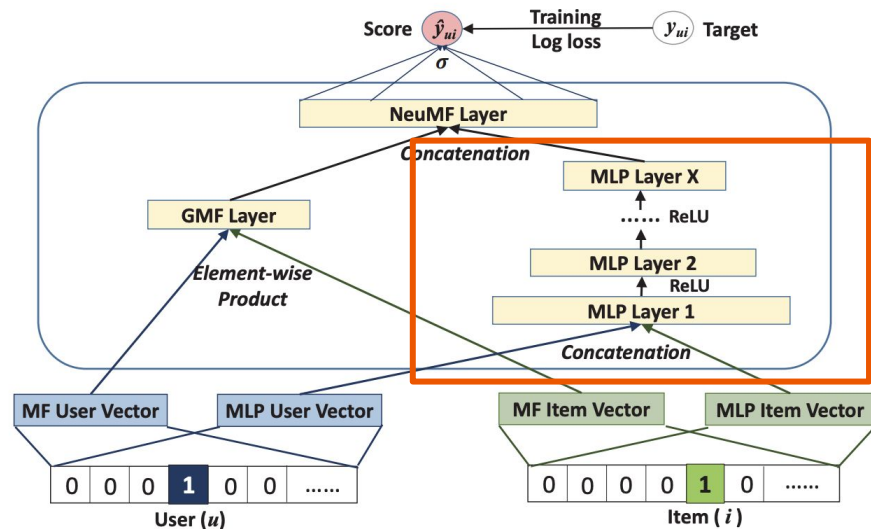 Score ŷui Training yui Target
Log loss
σ
NeuMF Layer
Concatenation
MLP Layer X
GMF Layer
...... ReLU
Element-wise
Product
MLP Layer 2
ReLU
MLP Layer 1
Concatenation
MF User Vector MLP User Vector MF Item Vector MLP Item Vector
0 0 0 1 0 0 ......
0 0 0 0 1 0 ......
User (u) Item ( i )